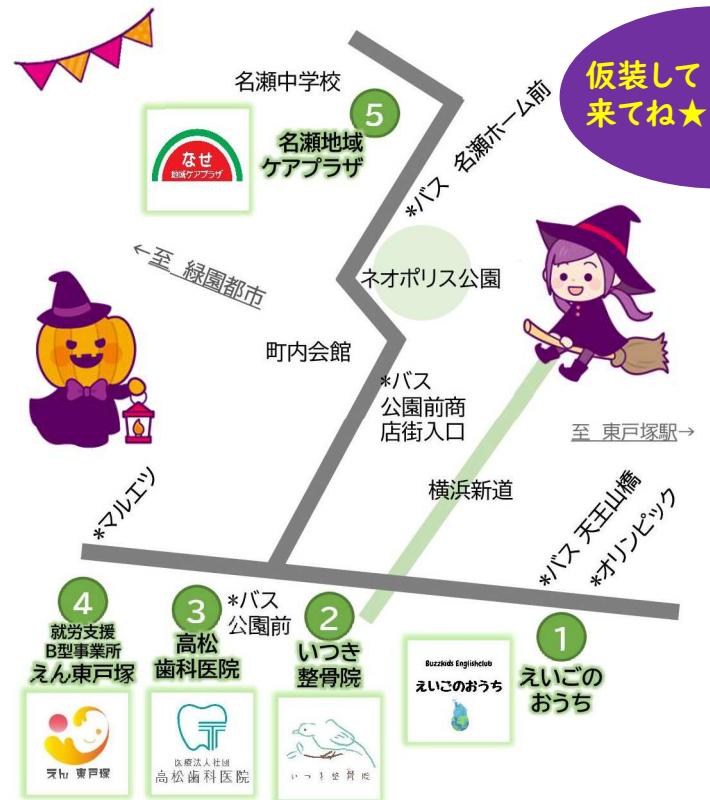 仮装して
来てね★
名瀬中学校
5
名瀬地域
ケアプラザ
なせ
地域ケアプラザ
*バス 名瀬ホーム前
←至 緑園都市
ネオポリス公園
町内会館
*バス
公園前商
店街入口
至 東戸塚駅→
横浜新道
*マルエツ
*バス 天王山橋
*オリンピック
4
就労支援
B型事業所
えん東戸塚
えん 東戸塚
3
高松
歯科医院
医療法人社団
高松歯科医院
*バス
公園前
2
いつき
整骨院
いつき整骨院
1
えいごの
おうち
Buzzkids Englishclub
えいごのおうち